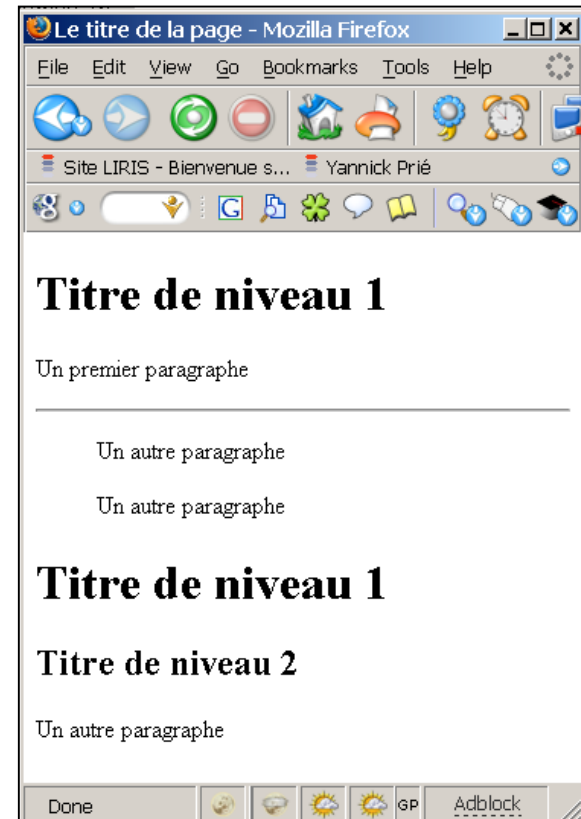 Le titre de la page - Mozilla Firefox
File Edit View Go Bookmarks Tools Help
Site LIRIS - Bienvenue s... Yannick Prié
G
Titre de niveau 1
Un premier paragraphe
Un autre paragraphe
Un autre paragraphe
Titre de niveau 1
Titre de niveau 2
Un autre paragraphe
Done GP Adblock